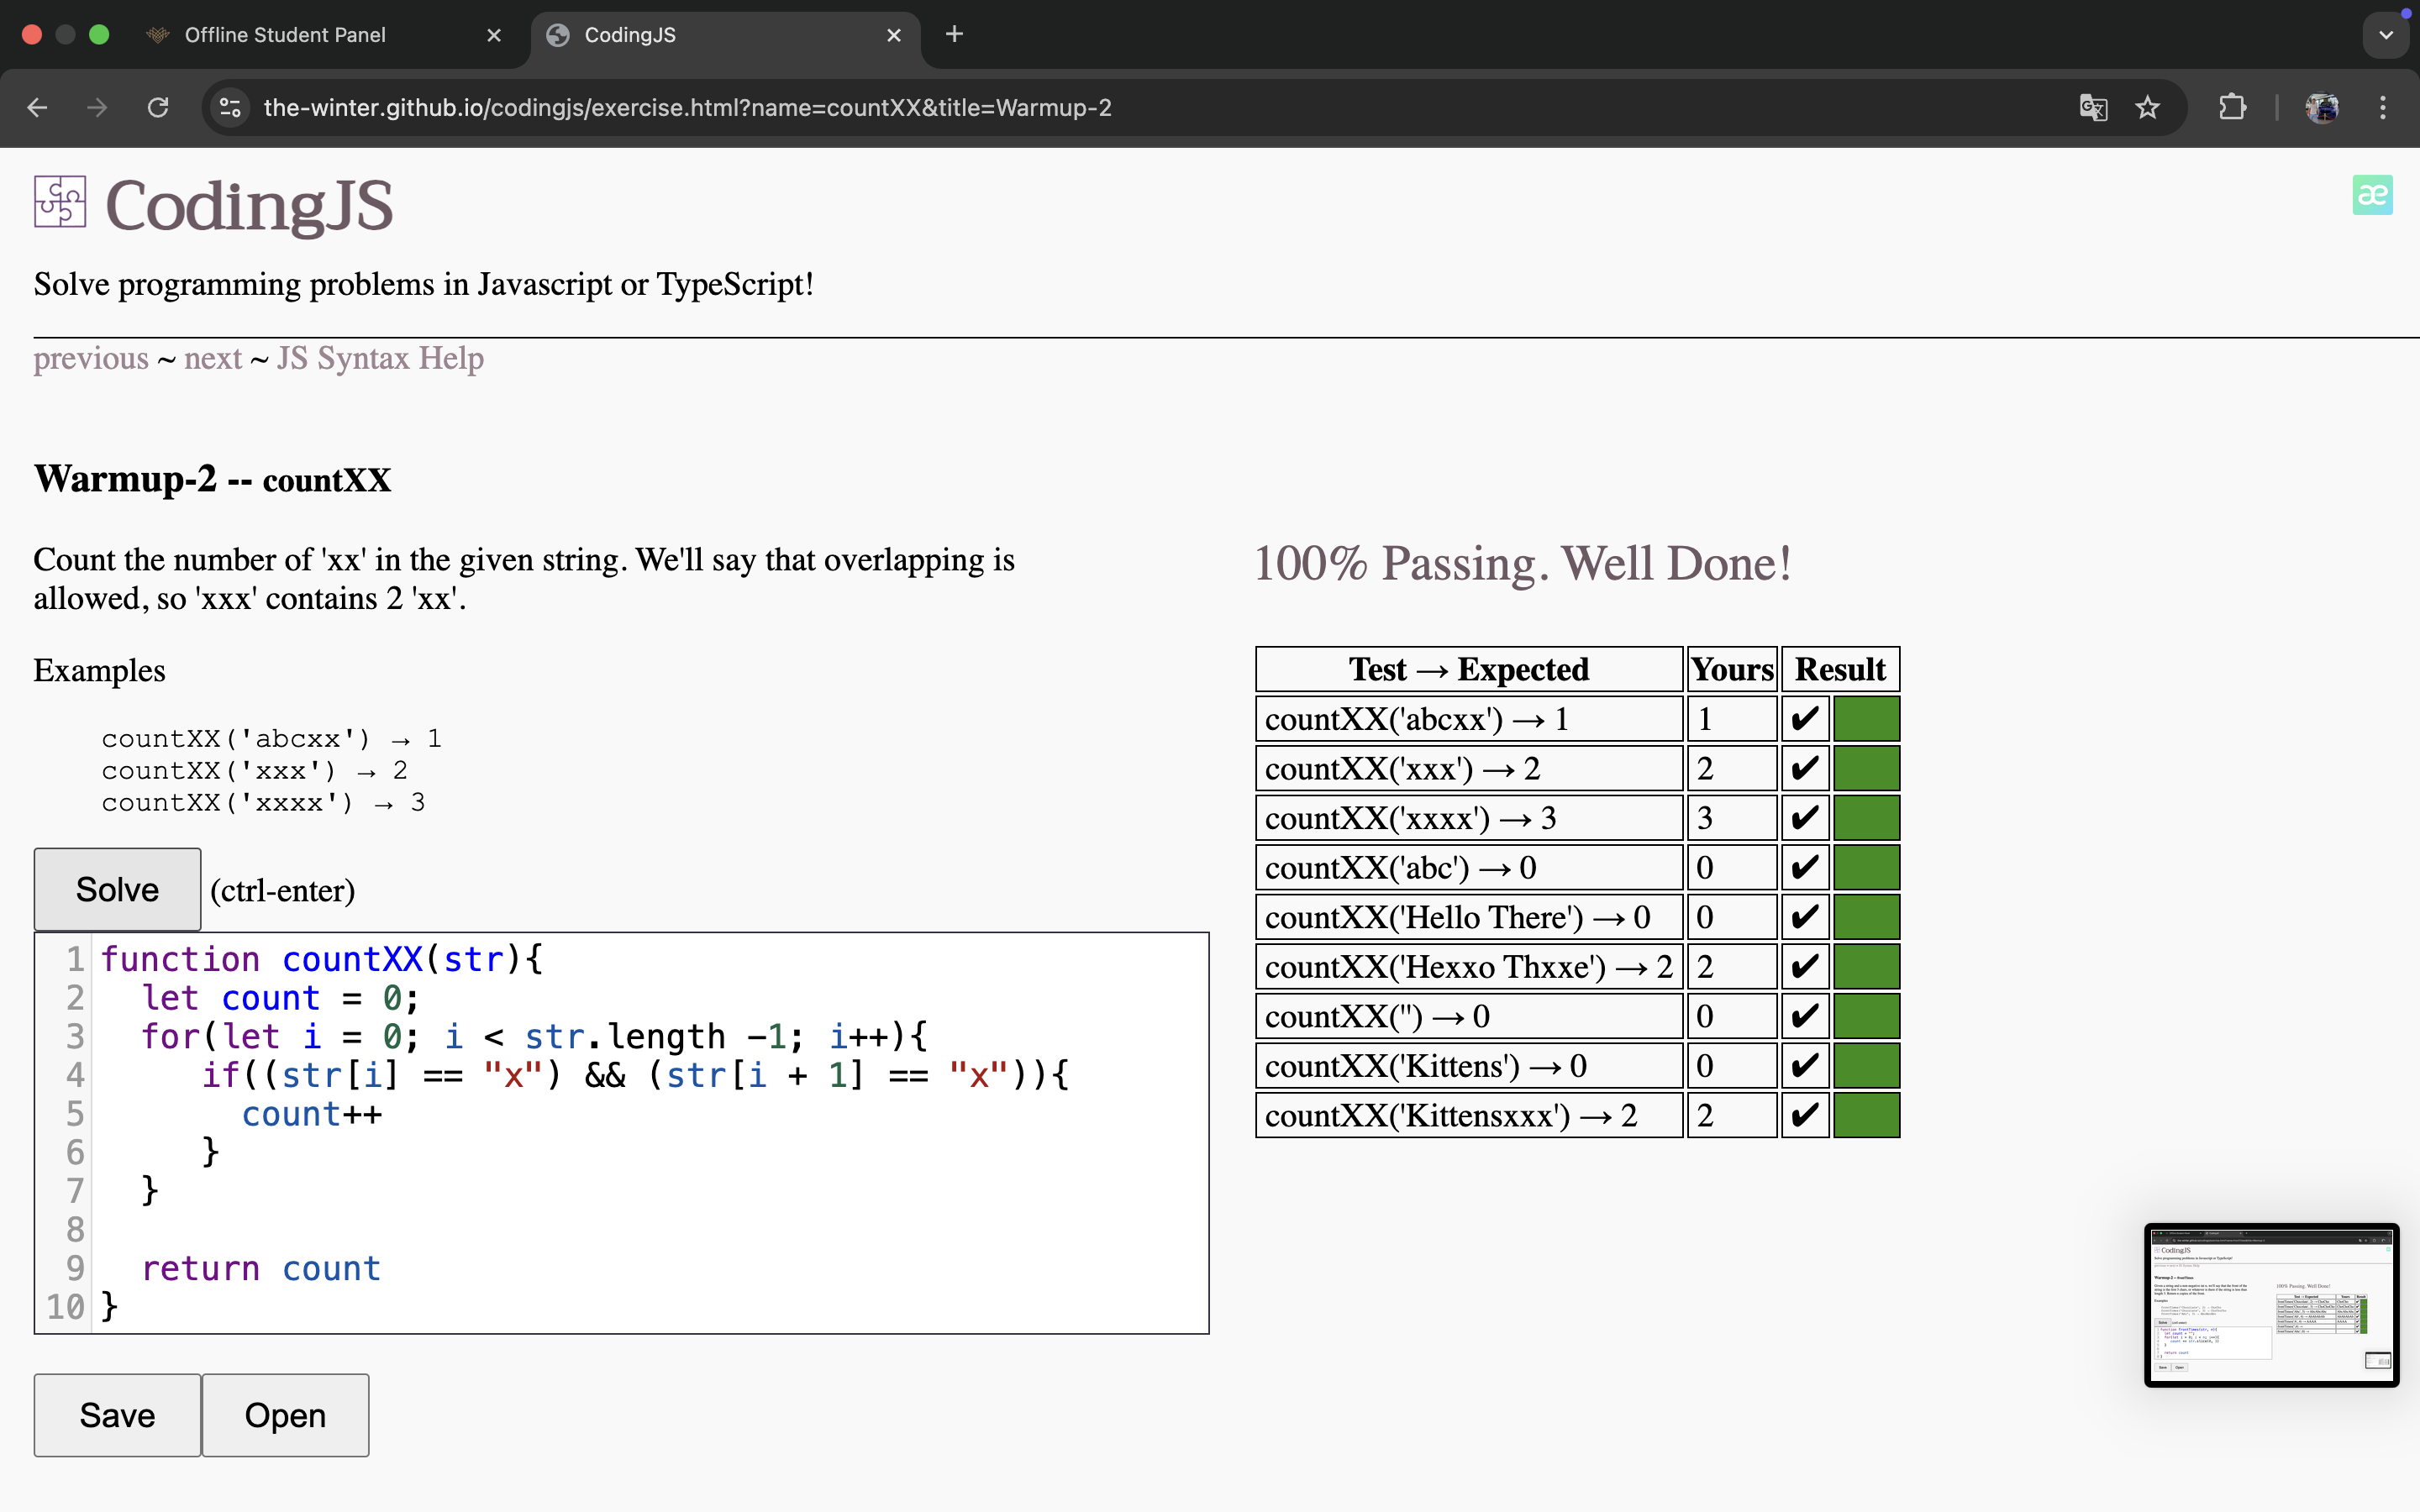 Offline Student Panel
CodingJS
the-winter.github.io/codingjs/exercise.html?name=countXX&title=Warmup-2
CodingJS
æ
Solve programming problems in Javascript or TypeScript!
previous ~ next ~ JS Syntax Help
Warmup-2 -- countXX
Count the number of 'xx' in the given string. We'll say that overlapping is
allowed, so 'xxx' contains 2 'xx'.
Examples
countXX('abcxx') → 1
countXX('xxx') → 2
countXX('xxxx') → 3
Solve (ctrl-enter)
1 function countXX(str){
2 let count = 0;
3 for(let i = 0; i < str.length -1; i++){
4 if((str[i] == "x") && (str[i + 1] == "x")){
5 count++
6 }
7 }
8
9 return count
10 }
Save Open
100% Passing. Well Done!
Test → Expected Yours Result
countXX('abcxx') → 1 1 ✔
countXX('xxx') → 2 2 ✔
countXX('xxxx') → 3 3 ✔
countXX('abc') → 0 0 ✔
countXX('Hello There') → 0 0 ✔
countXX('Hexxo Thxxe') → 2 2 ✔
countXX('') → 0 0 ✔
countXX('Kittens') → 0 0 ✔
countXX('Kittensxxx') → 2 2 ✔
CodingJS